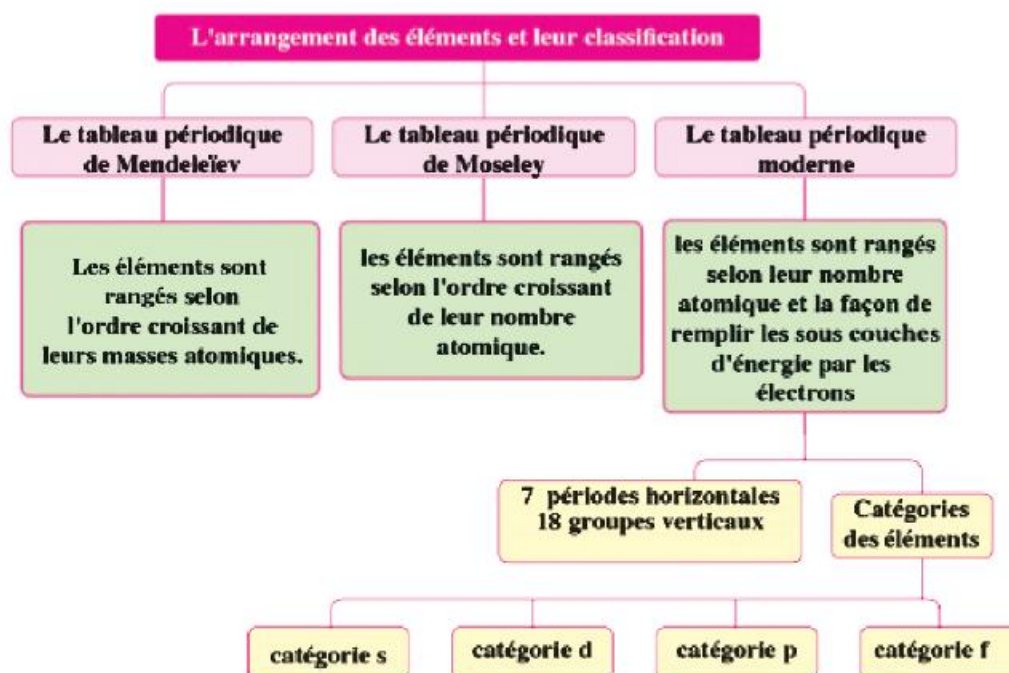 L'arrangement des éléments et leur classification
Le tableau périodique
de Mendeleïev
Le tableau périodique
de Moseley
Le tableau périodique
moderne
Les éléments sont
rangés selon
l'ordre croissant de
leurs masses atomiques.
les éléments sont rangés
selon l'ordre croissant
de leur nombre
atomique.
les éléments sont rangés
selon leur nombre
atomique et la façon de
remplir les sous couches
d'énergie par les
électrons
7 périodes horizontales
18 groupes verticaux
Catégories
des éléments
catégorie s
catégorie d
catégorie p
catégorie f